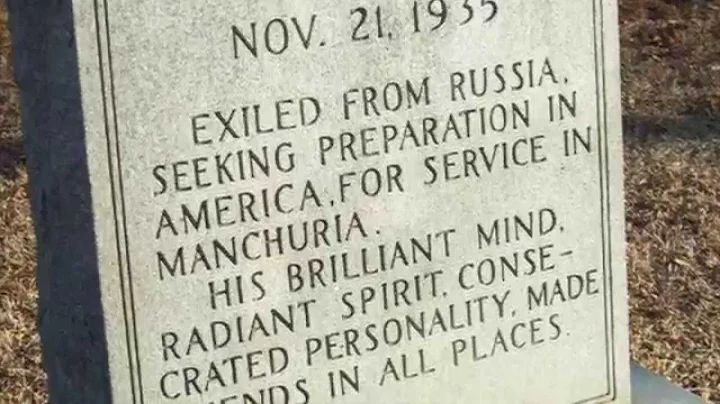 NOV. 21, 1935
EXILED FROM RUSSIA,
SEEKING PREPARATION IN
AMERICA, FOR SERVICE IN
MANCHURIA.
HIS BRILLIANT MIND,
RADIANT SPIRIT, CONSE-
CRATED PERSONALITY, MADE
IN ALL PLACES.